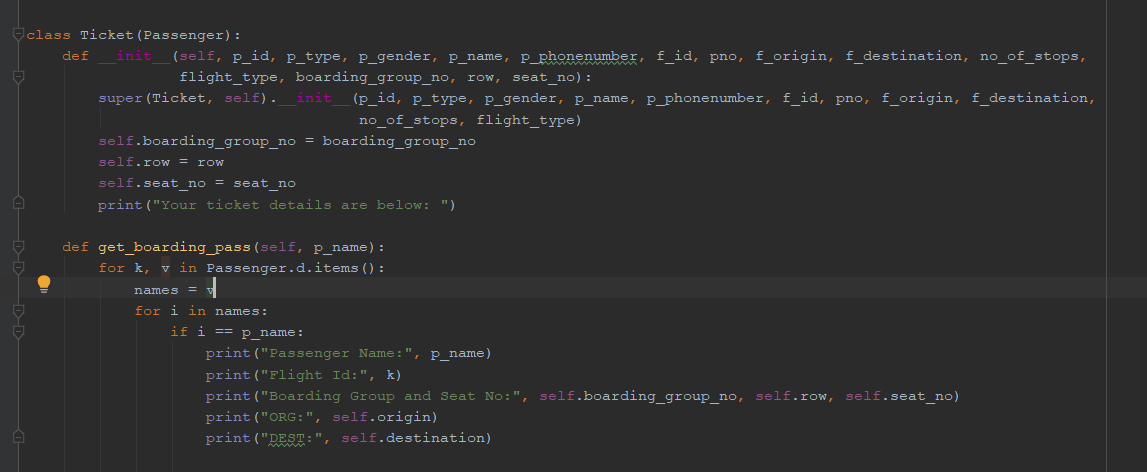 class Ticket(Passenger):
    def __init__(self, p_id, p_type, p_gender, p_name, p_phonenumber, f_id, pno, f_origin, f_destination, no_of_stops,
                 flight_type, boarding_group_no, row, seat_no):
        super(Ticket, self).__init__(p_id, p_type, p_gender, p_name, p_phonenumber, f_id, pno, f_origin, f_destination,
                                     no_of_stops, flight_type)
        self.boarding_group_no = boarding_group_no
        self.row = row
        self.seat_no = seat_no
        print("Your ticket details are below: ")
    def get_boarding_pass(self, p_name):
        for k, v in Passenger.d.items():
            names = v
            for i in names:
                if i == p_name:
                    print("Passenger Name:", p_name)
                    print("Flight Id:", k)
                    print("Boarding Group and Seat No:", self.boarding_group_no, self.row, self.seat_no)
                    print("ORG:", self.origin)
                    print("DEST:", self.destination)